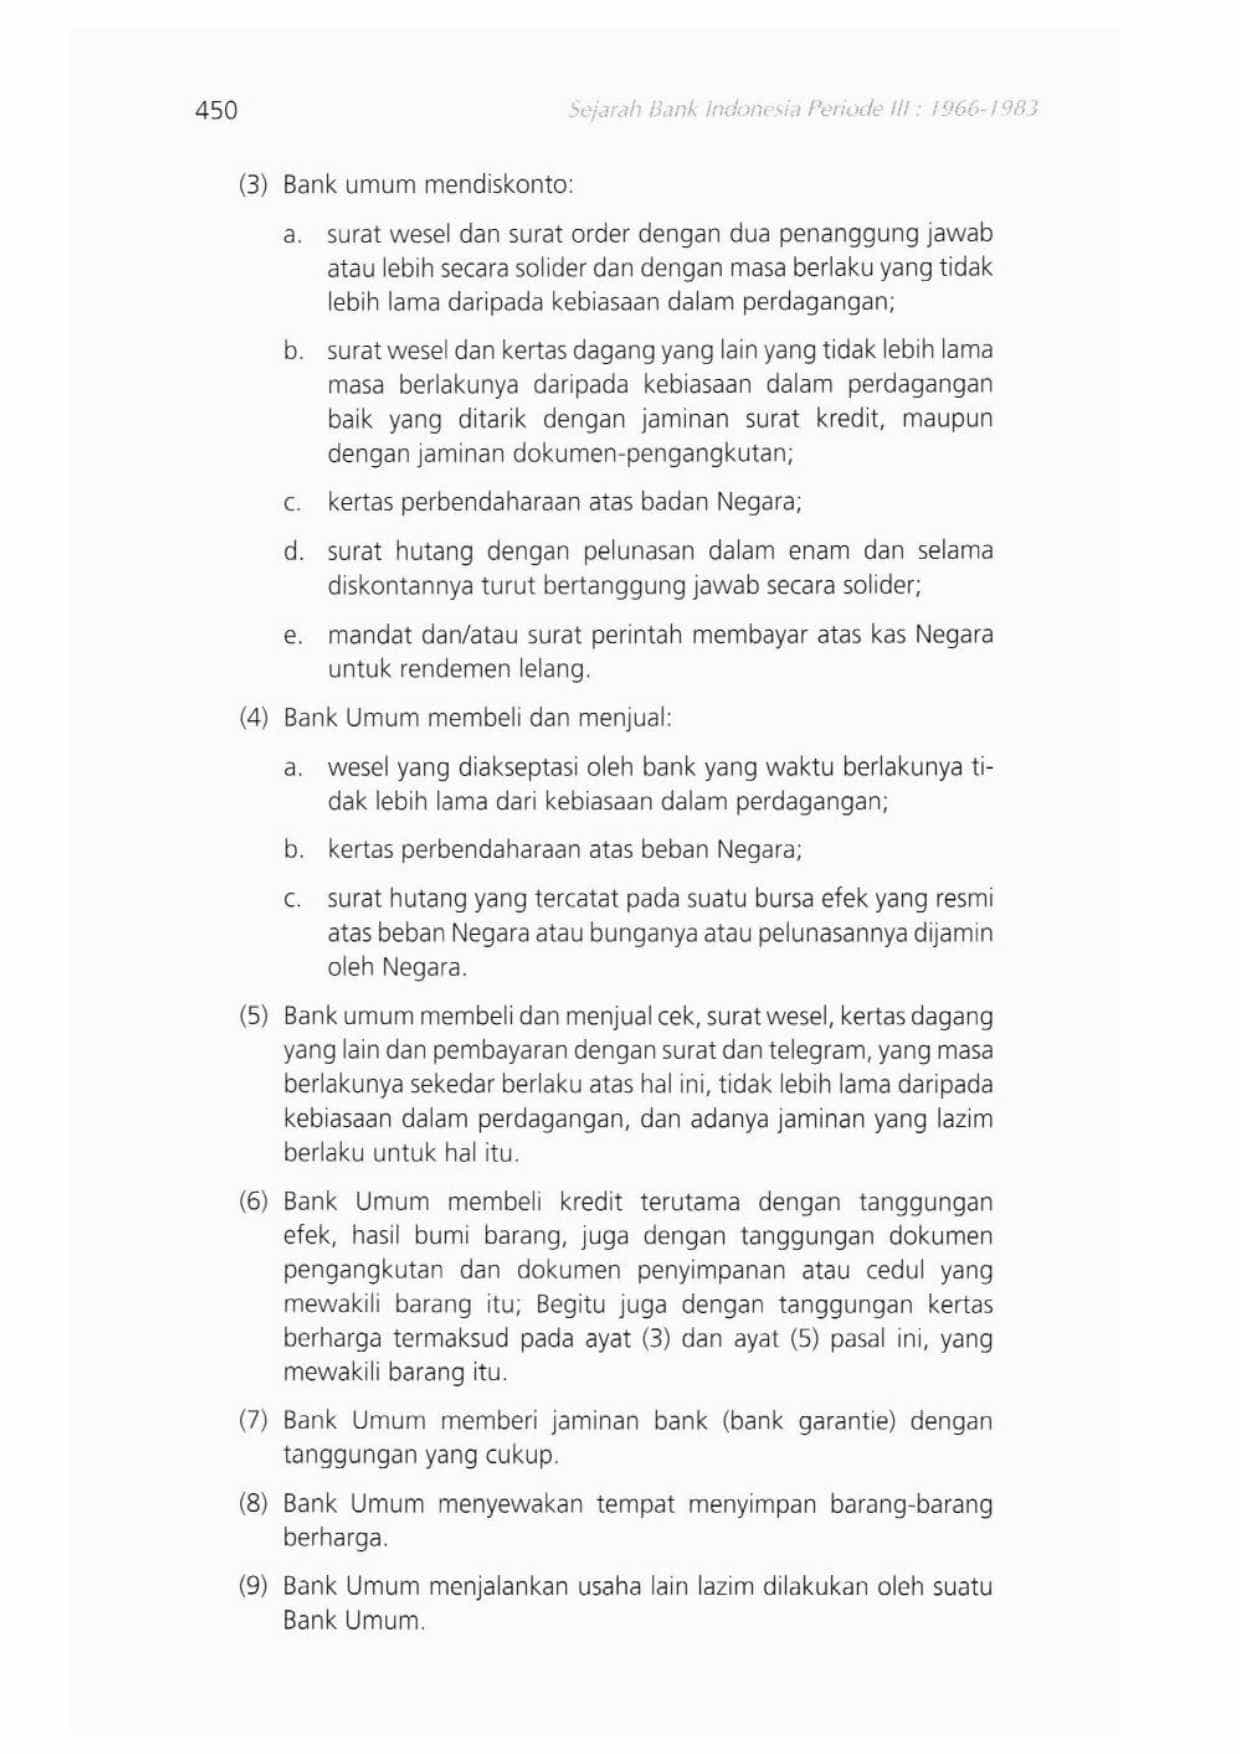 450 Sejarah Bank Indonesia Periode III : 1966-1983
(3) Bank umum mendiskonto:
a. surat wesel dan surat order dengan dua penanggung jawab
atau lebih secara solider dan dengan masa berlaku yang tidak
lebih lama daripada kebiasaan dalam perdagangan;
b. surat wesel dan kertas dagang yang lain yang tidak lebih lama
masa berlakunya daripada kebiasaan dalam perdagangan
baik yang ditarik dengan jaminan surat kredit, maupun
dengan jaminan dokumen-pengangkutan;
c. kertas perbendaharaan atas badan Negara;
d. surat hutang dengan pelunasan dalam enam dan selama
diskontannya turut bertanggung jawab secara solider;
e. mandat dan/atau surat perintah membayar atas kas Negara
untuk rendemen lelang.
(4) Bank Umum membeli dan menjual:
a. wesel yang diakseptasi oleh bank yang waktu berlakunya ti-
dak lebih lama dari kebiasaan dalam perdagangan;
b. kertas perbendaharaan atas beban Negara;
c. surat hutang yang tercatat pada suatu bursa efek yang resmi
atas beban Negara atau bunganya atau pelunasannya dijamin
oleh Negara.
(5) Bank umum membeli dan menjual cek, surat wesel, kertas dagang
yang lain dan pembayaran dengan surat dan telegram, yang masa
berlakunya sekedar berlaku atas hal ini, tidak lebih lama daripada
kebiasaan dalam perdagangan, dan adanya jaminan yang lazim
berlaku untuk hal itu.
(6) Bank Umum membeli kredit terutama dengan tanggungan
efek, hasil bumi barang, juga dengan tanggungan dokumen
pengangkutan dan dokumen penyimpanan atau cedul yang
mewakili barang itu; Begitu juga dengan tanggungan kertas
berharga termaksud pada ayat (3) dan ayat (5) pasal ini, yang
mewakili barang itu.
(7) Bank Umum memberi jaminan bank (bank garantie) dengan
tanggungan yang cukup.
(8) Bank Umum menyewakan tempat menyimpan barang-barang
berharga.
(9) Bank Umum menjalankan usaha lain lazim dilakukan oleh suatu
Bank Umum.